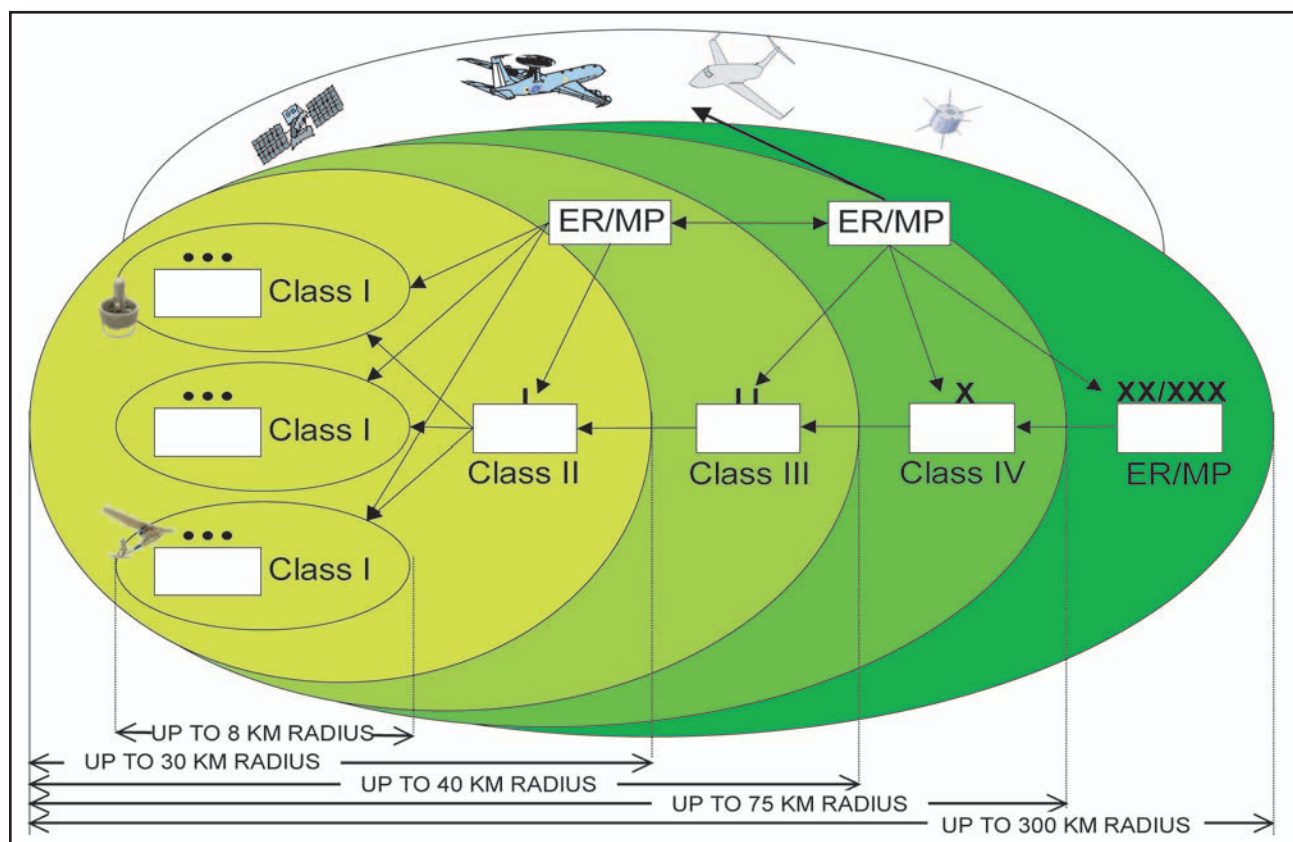 ER/MP
ER/MP
••• Class I
••• Class I
••• Class I
I
Class II
I I
Class III
X
Class IV
XX/XXX
ER/MP
UP TO 8 KM RADIUS
UP TO 30 KM RADIUS
UP TO 40 KM RADIUS
UP TO 75 KM RADIUS
UP TO 300 KM RADIUS